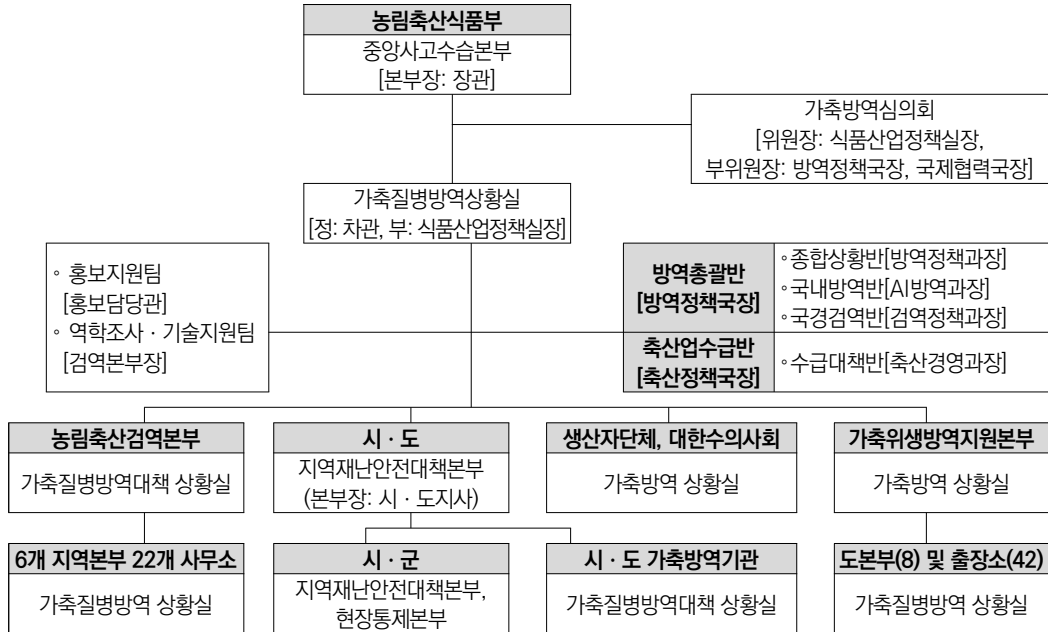 농림축산식품부
중앙사고수습본부
[본부장: 장관]
가축방역심의회
[위원장: 식품산업정책실장,
부위원장: 방역정책국장, 국제협력국장]
가축질병방역상황실
[정: 차관, 부: 식품산업정책실장]
◦ 홍보지원팀
[홍보담당관]
◦ 역학조사 · 기술지원팀
[검역본부장]
방역총괄반
[방역정책국장]
◦종합상황반[방역정책과장]
◦국내방역반[AI방역과장]
◦국경검역반[검역정책과장]
축산업수급반
[축산정책국장]
◦수급대책반[축산경영과장]
농림축산검역본부
가축질병방역대책 상황실
시 · 도
지역재난안전대책본부
(본부장: 시 · 도지사)
생산자단체, 대한수의사회
가축방역 상황실
가축위생방역지원본부
가축방역 상황실
6개 지역본부 22개 사무소
가축질병방역 상황실
시 · 군
지역재난안전대책본부,
현장통제본부
시 · 도 가축방역기관
가축질병방역대책 상황실
도본부(8) 및 출장소(42)
가축질병방역 상황실